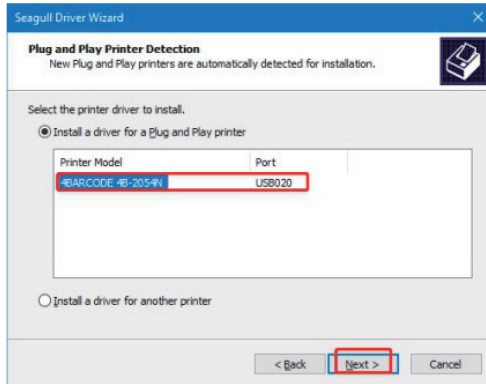 Seagull Driver Wizard
Plug and Play Printer Detection
New Plug and Play printers are automatically detected for installation.
Select the printer driver to install.
Install a driver for a Plug and Play printer
Printer Model Port
4BARCODE 4B-2054N USB020
Install a driver for another printer
< Back Next > Cancel